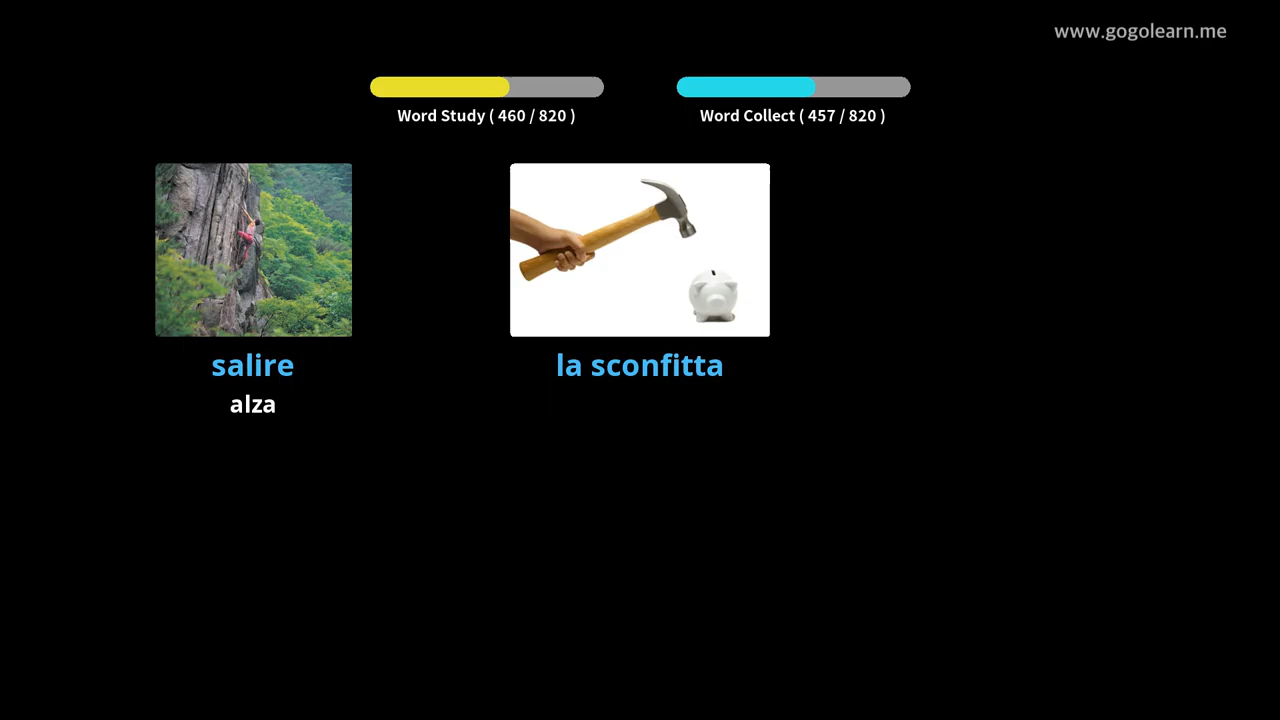 www.gogolearn.me
Word Study ( 460 / 820 )
Word Collect ( 457 / 820 )
salire
alza
la sconfitta